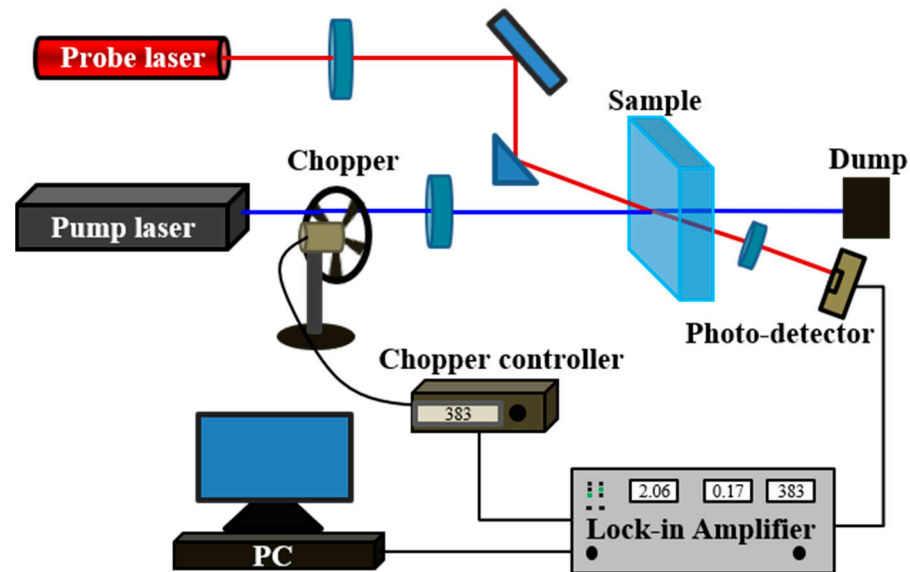 Probe laser
Sample
Chopper
Dump
Pump laser
Photo-detector
Chopper controller
383
2.06 0.17 383
Lock-in Amplifier
PC